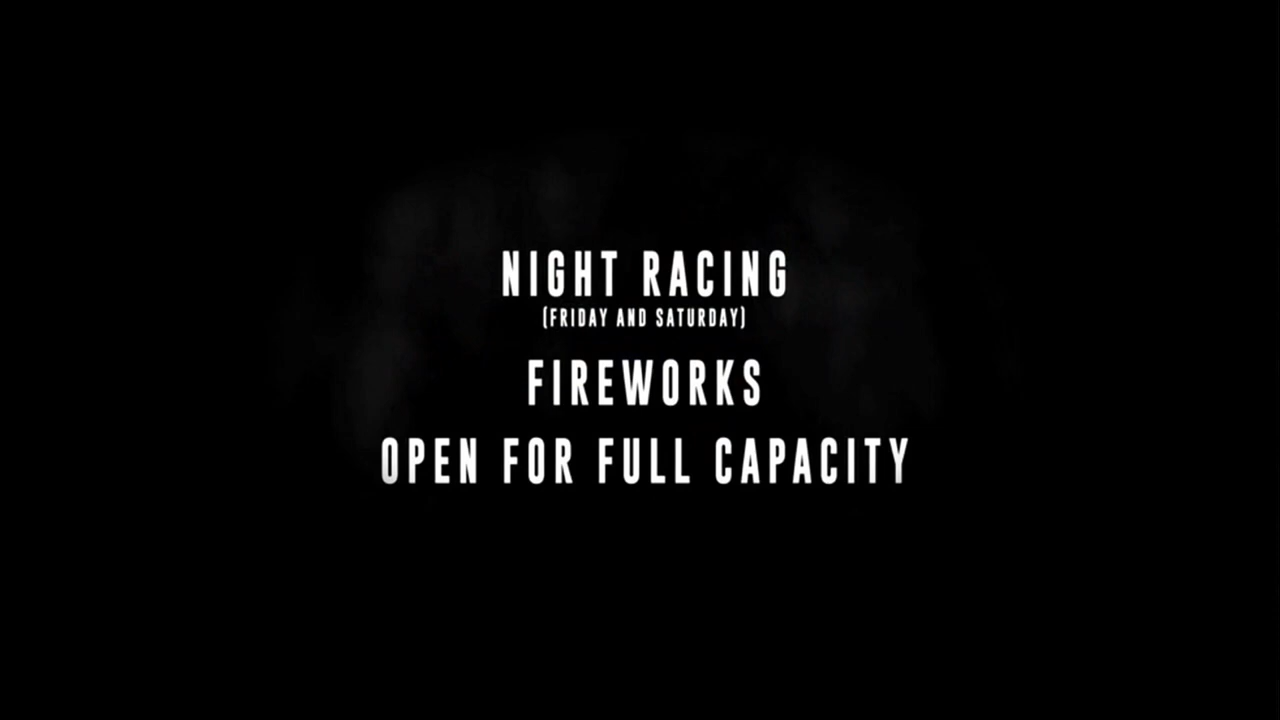 NIGHT RACING
(FRIDAY AND SATURDAY)
FIREWORKS
OPEN FOR FULL CAPACITY